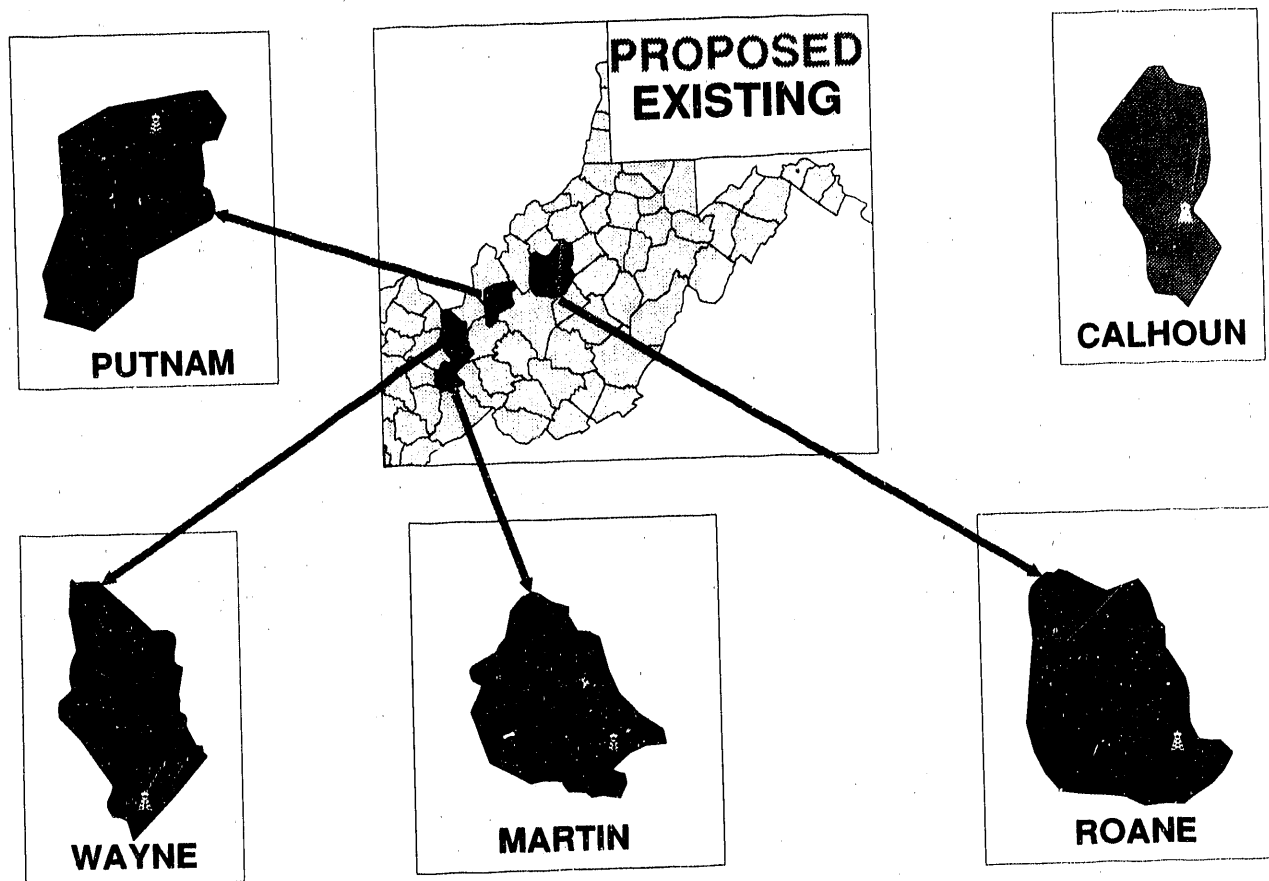 PROPOSED
EXISTING
PUTNAM
CALHOUN
WAYNE
MARTIN
ROANE